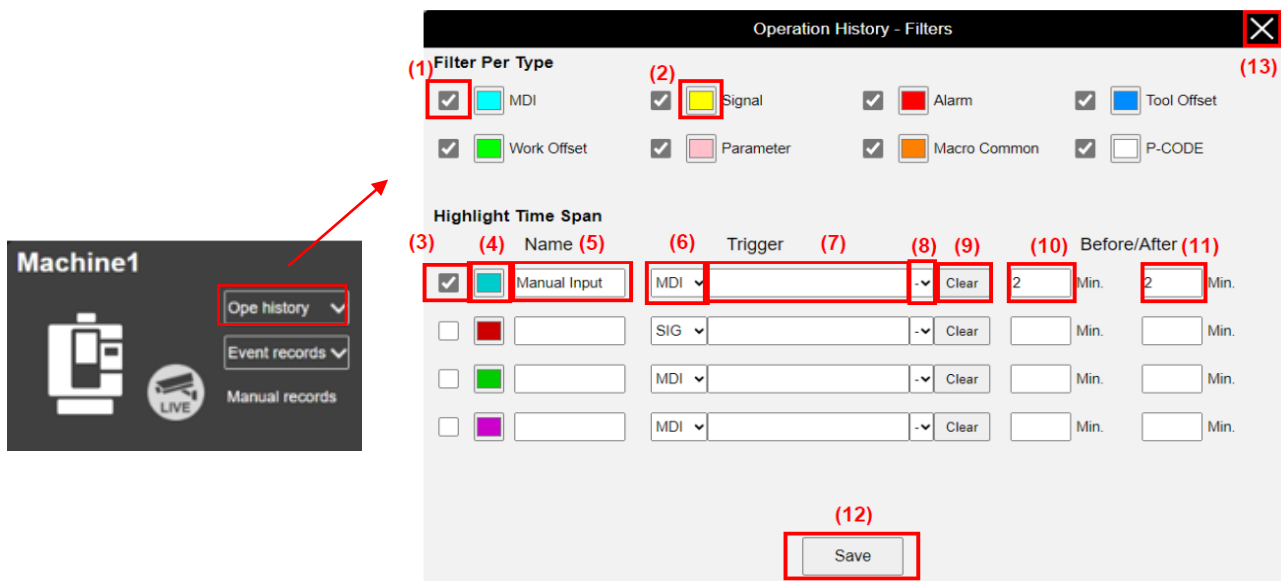 Operation History - Filters
Filter Per Type
(1) (2) (13)
MDI Signal Alarm Tool Offset
Work Offset Parameter Macro Common P-CODE
Highlight Time Span
(3) (4) Name (5) (6) Trigger (7) (8) (9) (10) Before/After (11)
Manual Input MDI - Clear 2 Min. 2 Min.
SIG - Clear Min. Min.
MDI - Clear Min. Min.
MDI - Clear Min. Min.
(12)
Save
Machine1
Ope history
Event records
LIVE
Manual records